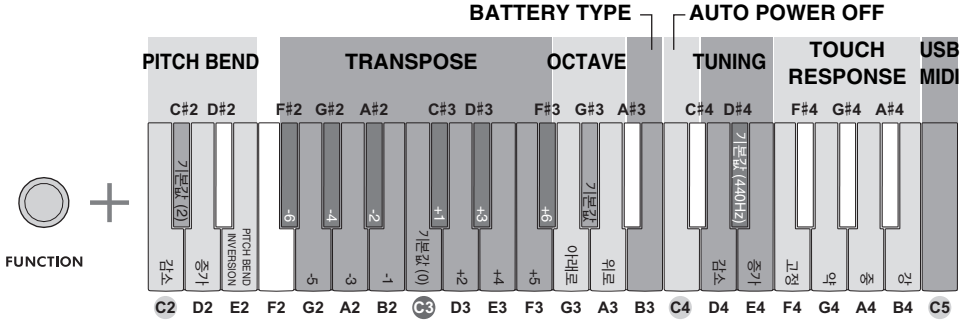 BATTERY TYPE AUTO POWER OFF
PITCH BEND TRANSPOSE OCTAVE TUNING TOUCH RESPONSE USB MIDI
C#2 D#2 F#2 G#2 A#2 C#3 D#3 F#3 G#3 A#3 C#4 D#4 F#4 G#4 A#4
기본값 (2) -6 -4 -2 +1 +3 +6 기본값 기본값 (440Hz)
감소 증가 PITCH BEND INVERSION -5 -3 -1 기본값 (0) +2 +4 +5 아래로 위로 감소 증가 고정 약 중 강
FUNCTION
C2 D2 E2 F2 G2 A2 B2 C3 D3 E3 F3 G3 A3 B3 C4 D4 E4 F4 G4 A4 B4 C5